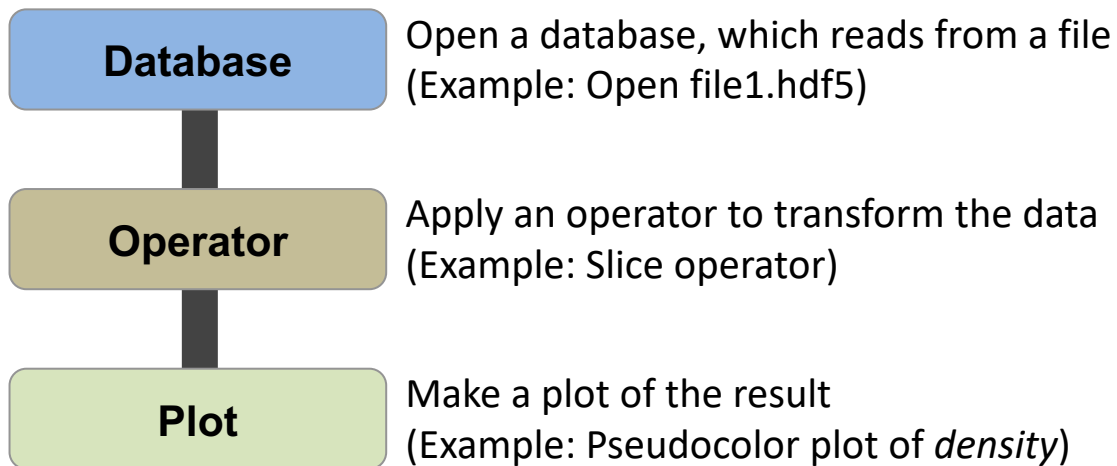 Database
Open a database, which reads from a file
(Example: Open file1.hdf5)
Operator
Apply an operator to transform the data
(Example: Slice operator)
Plot
Make a plot of the result
(Example: Pseudocolor plot of density)